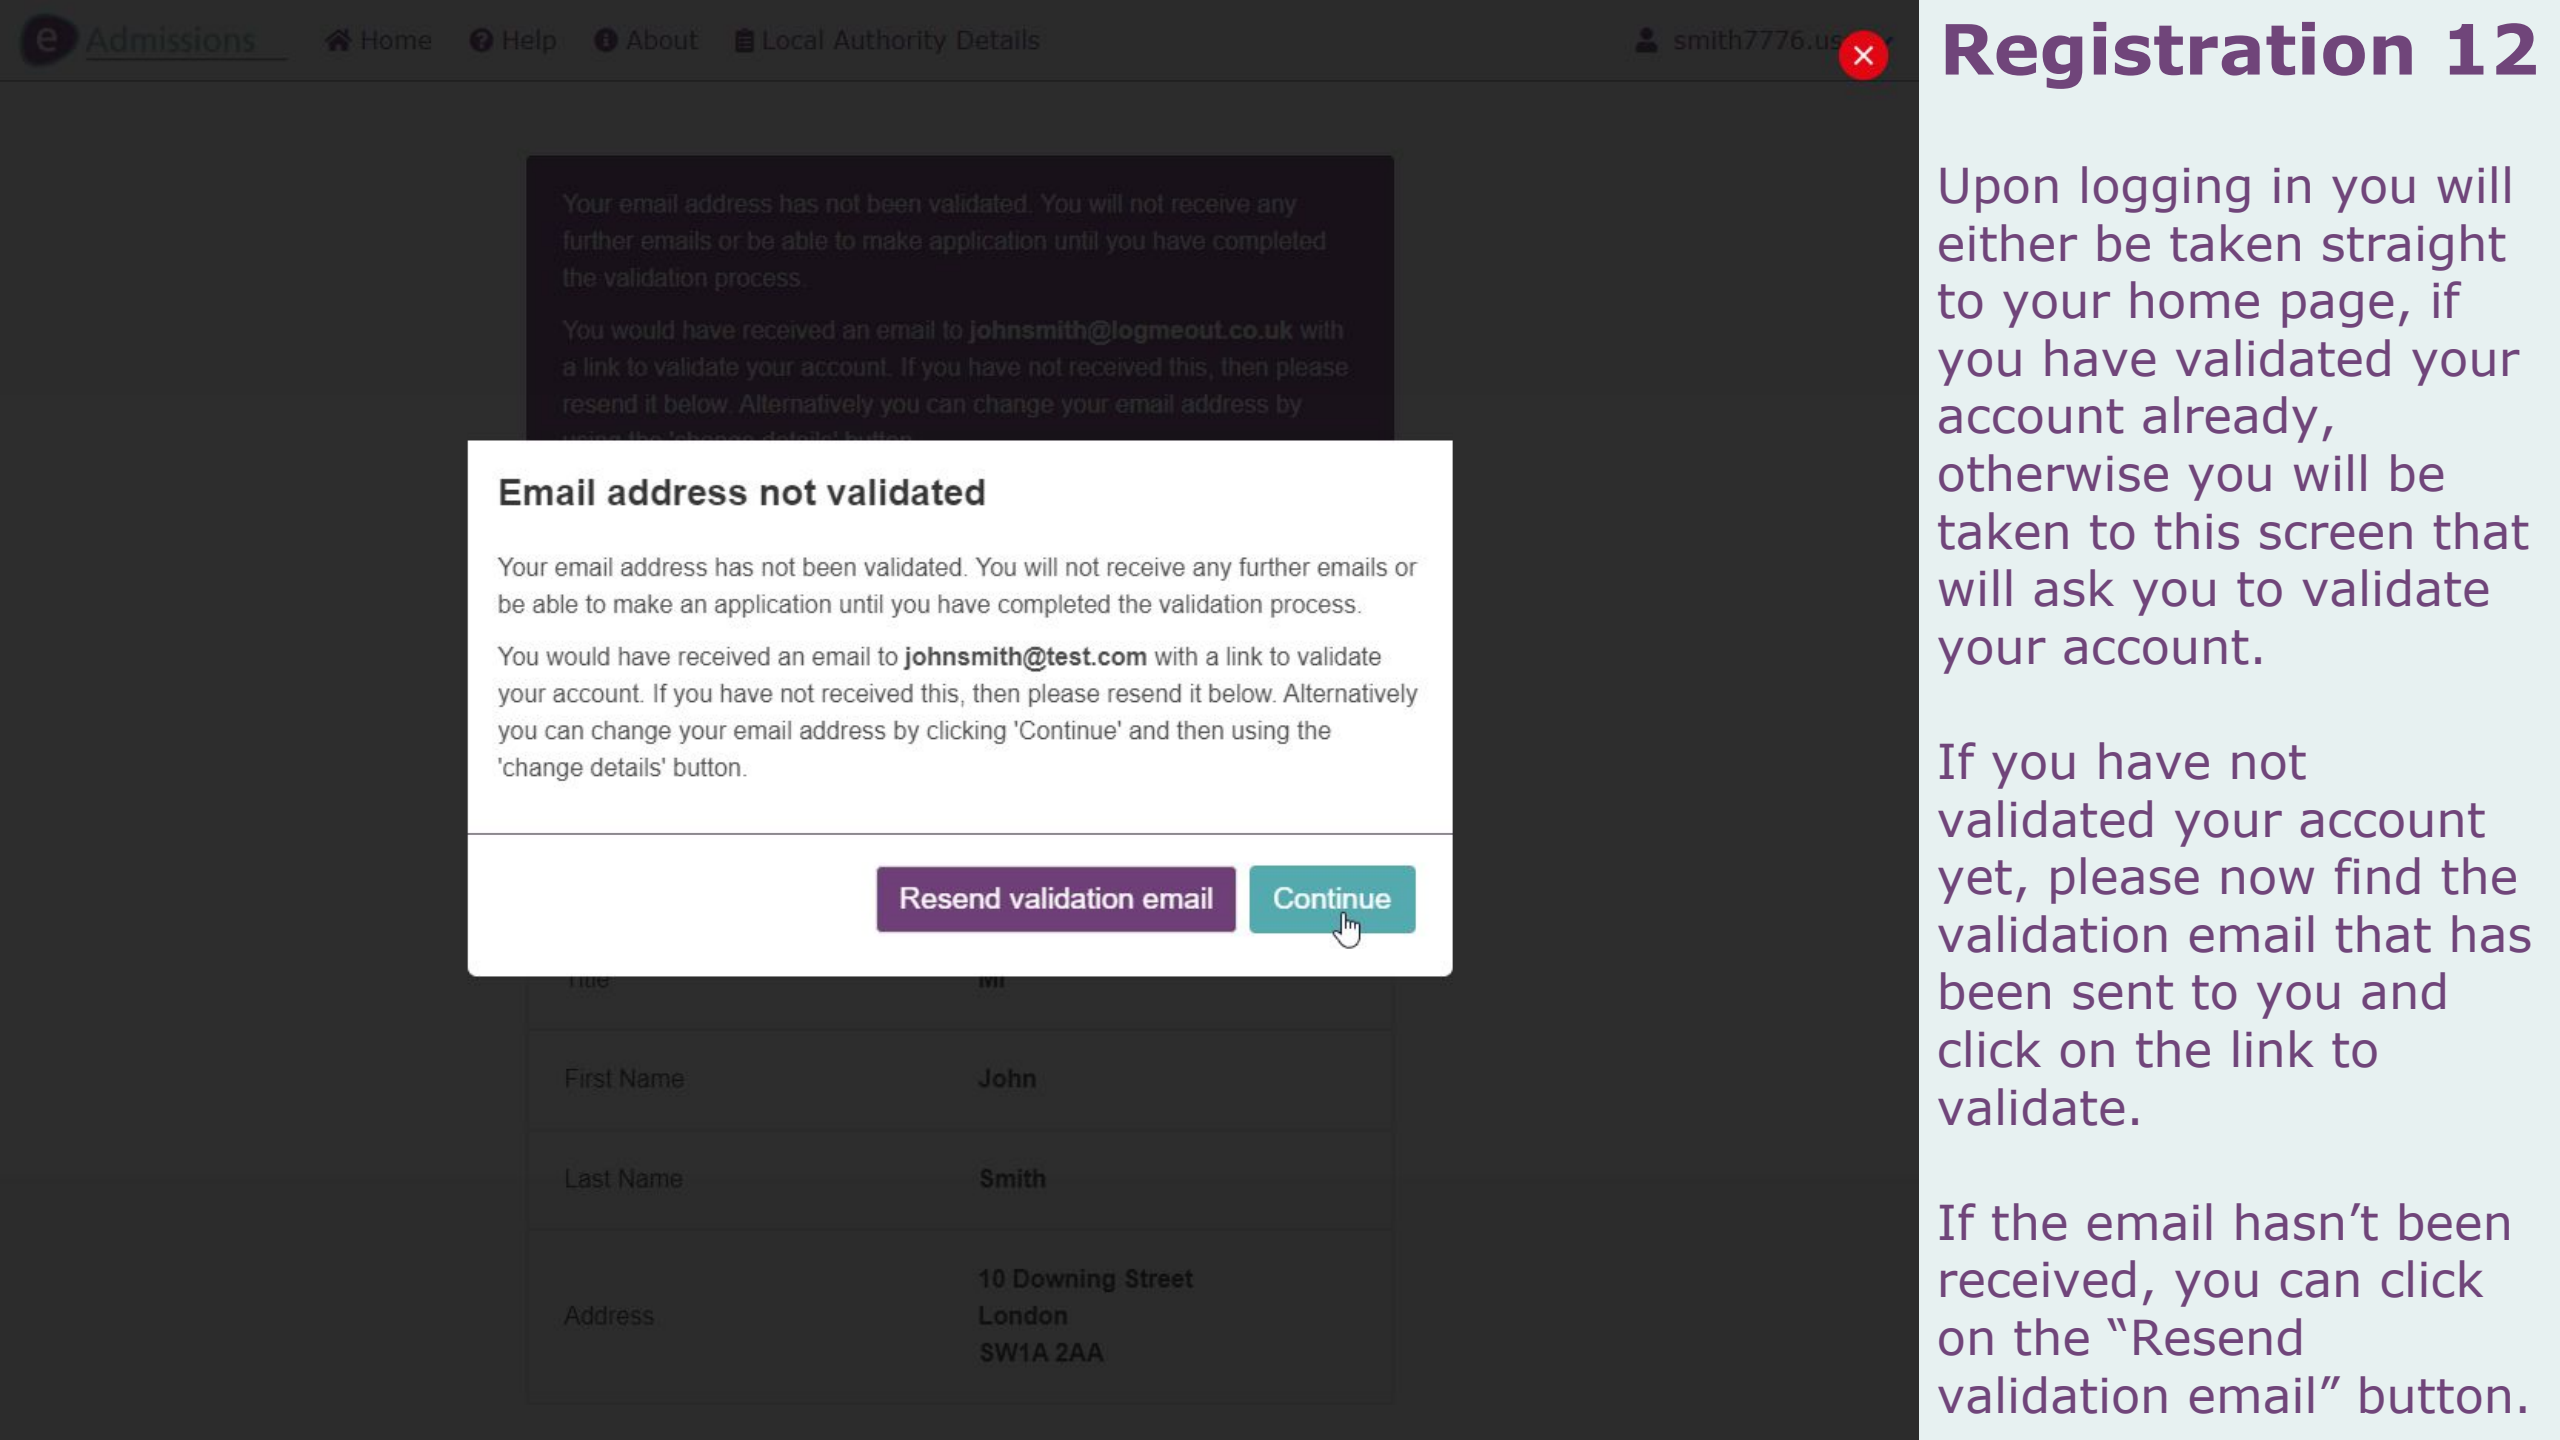 e Admissions
Home
Help
About
Local Authority Details
smith7776.us
Your email address has not been validated. You will not receive any
further emails or be able to make application until you have completed
the validation process.
You would have received an email to johnsmith@logmeout.co.uk with
a link to validate your account. If you have not received this, then please
resend it below. Alternatively you can change your email address by
using the 'change details' button
Email address not validated
Your email address has not been validated. You will not receive any further emails or
be able to make an application until you have completed the validation process.
You would have received an email to johnsmith@test.com with a link to validate
your account. If you have not received this, then please resend it below. Alternatively
you can change your email address by clicking 'Continue' and then using the
'change details' button.
Resend validation email
Continue
Title Mr
First Name John
Last Name Smith
10 Downing Street
Address London
SW1A 2AA
Registration 12
Upon logging in you will
either be taken straight
to your home page, if
you have validated your
account already,
otherwise you will be
taken to this screen that
will ask you to validate
your account.
If you have not
validated your account
yet, please now find the
validation email that has
been sent to you and
click on the link to
validate.
If the email hasn’t been
received, you can click
on the “Resend
validation email” button.